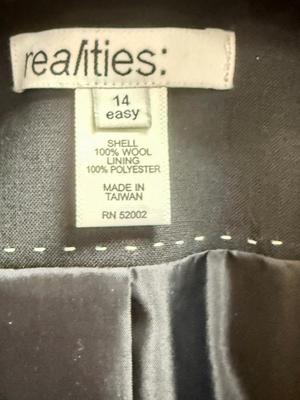 realities:
14
easy
SHELL
100% WOOL
LINING
100% POLYESTER
MADE IN
TAIWAN
RN 52002